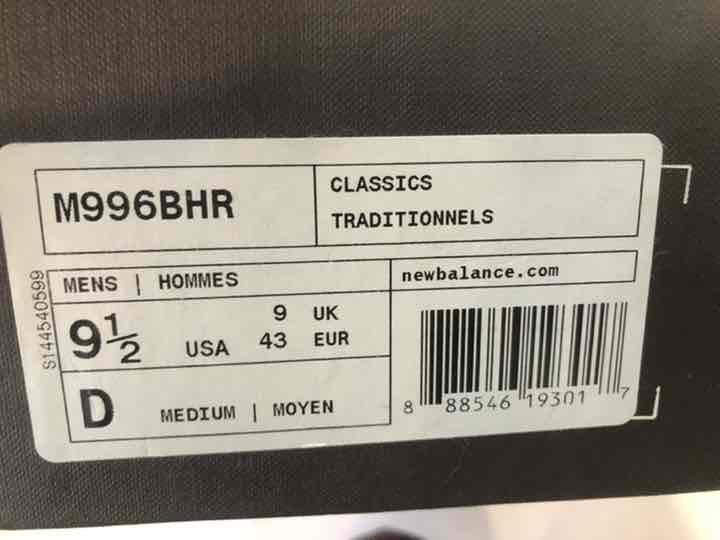 M996BHR
CLASSICS
TRADITIONNELS
S144540599
MENS | HOMMES
newbalance.com
9½ USA
9 UK
43 EUR
D MEDIUM | MOYEN
8 88546 19301 7